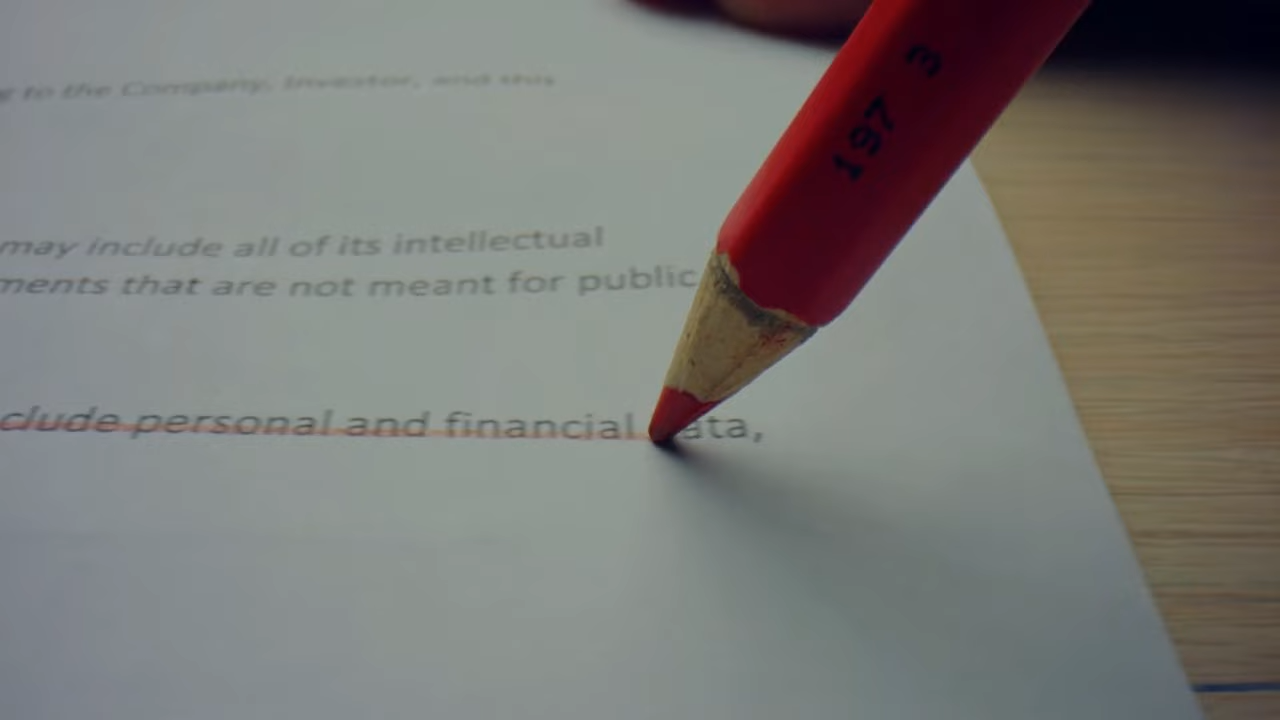 to the Company, Investor, and this
may include all of its intellectual
ments that are not meant for public
clude personal and financial ata,
197 3